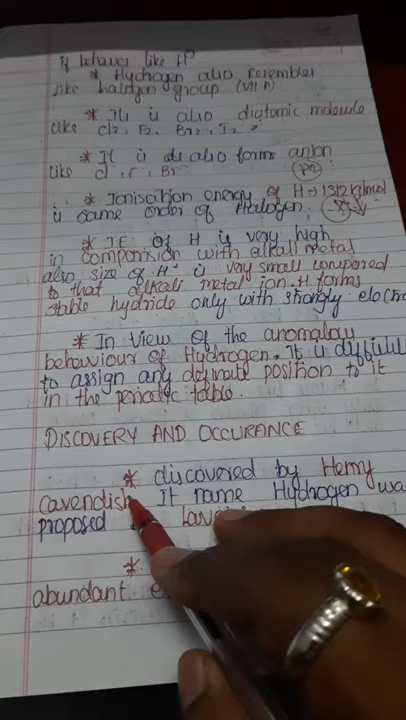 it behaves like H
* Hydrogen also resembles
like halogen group (VII A)
* It is also diatomic molecule
like Cl2, F2, Br2, I2
* It is also forms anion
like Cl, F, Br
* Ionisation energy of H → 1312 kJ/mol
is same order of Halogen.
* IE of H is very high
in comparision with alkali metal
also size of H+ is very small compared
to that alkali metal ion. H forms
stable hydride only with strongly electro
* In view of the anomalous
behaviour of Hydrogen, It is difficult
to assign any definate position to it
in the periodic table.
DISCOVERY AND OCCURANCE
* discovered by Henry
cavendish It name Hydrogen wa
proposed
*
abundant